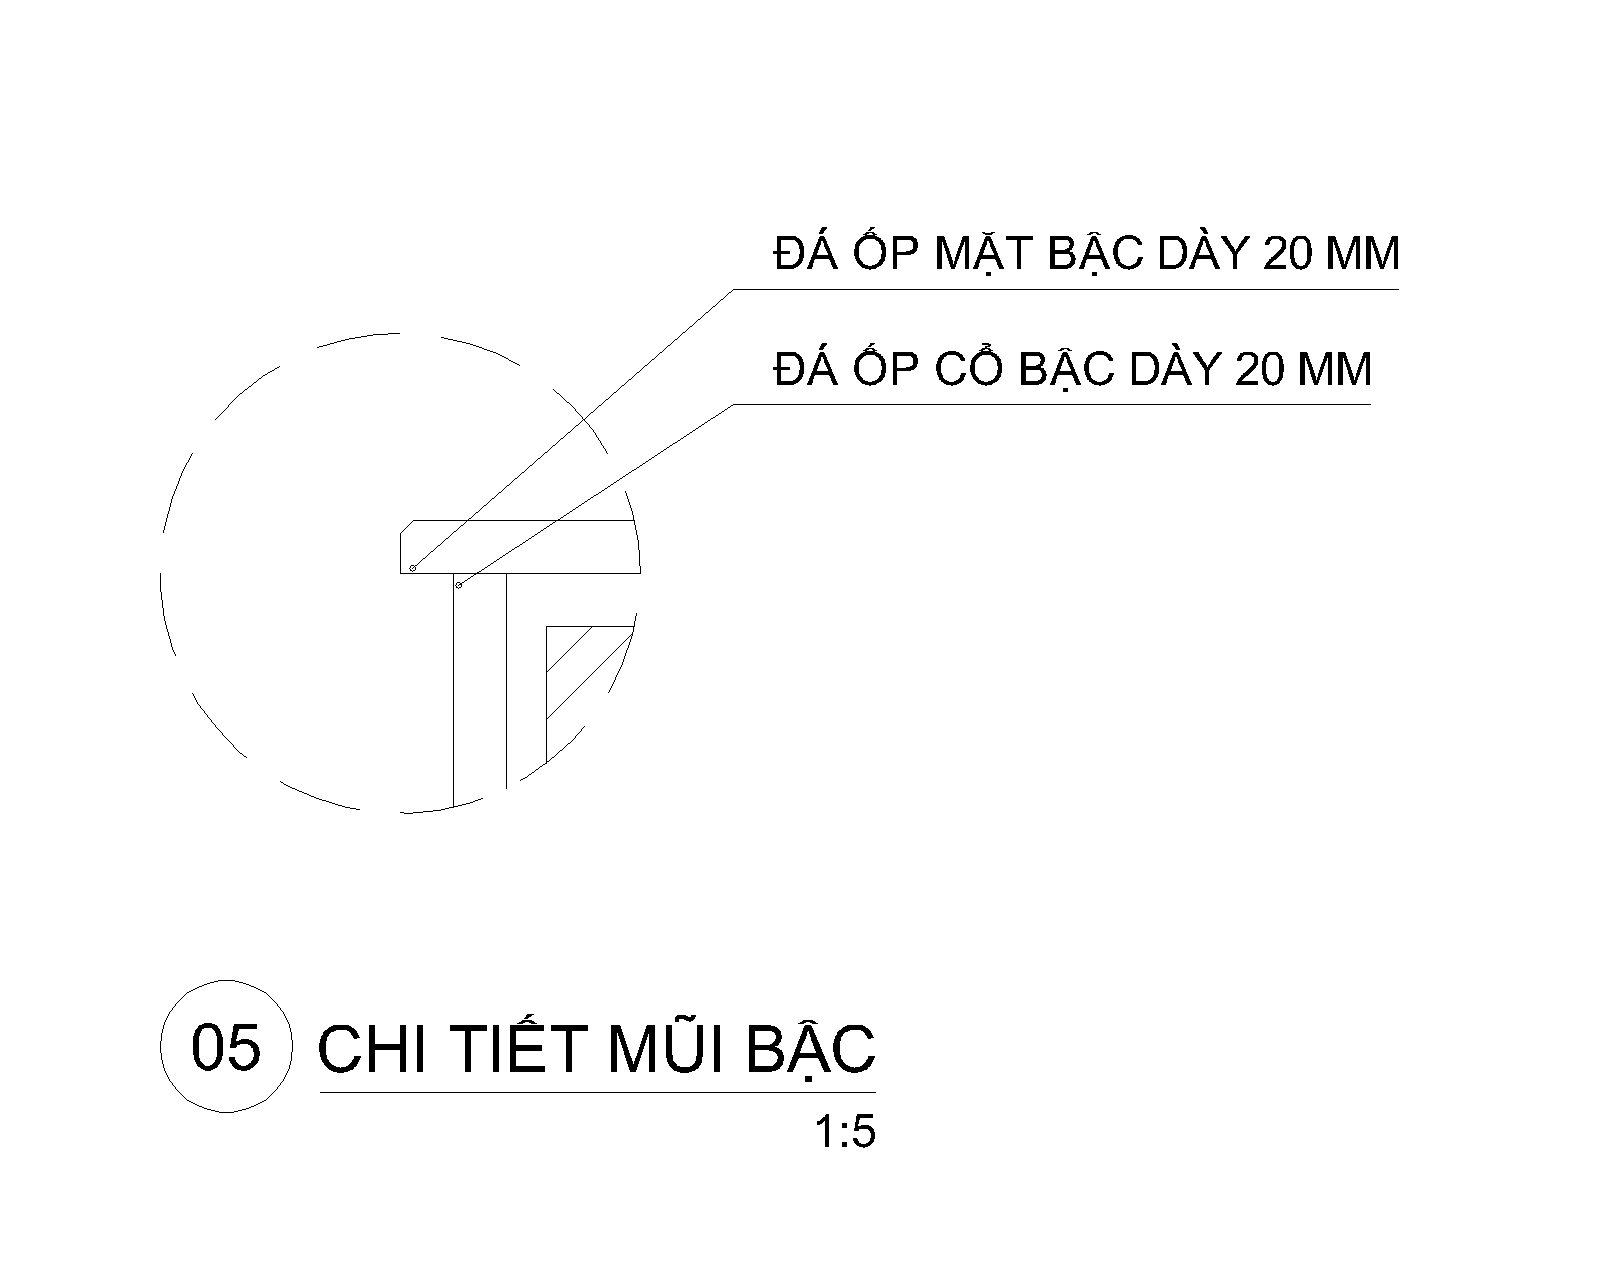 ĐÁ ỐP MẶT BẬC DÀY 20 MM
ĐÁ ỐP CỔ BẬC DÀY 20 MM
05 CHI TIẾT MŨI BẬC
1:5